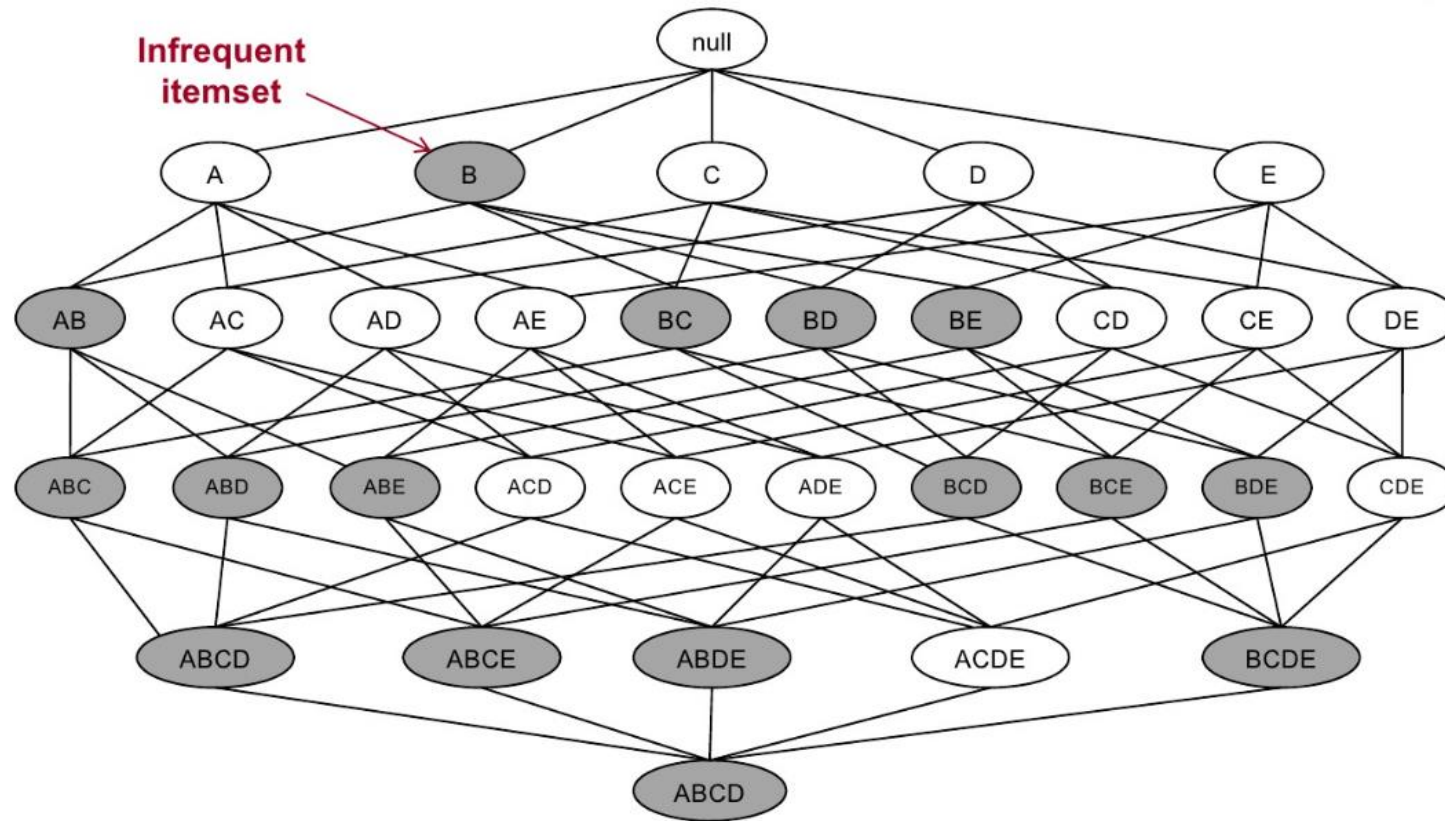 null
Infrequent
itemset
A B C D E
AB AC AD AE BC BD BE CD CE DE
ABC ABD ABE ACD ACE ADE BCD BCE BDE CDE
ABCD ABCE ABDE ACDE BCDE
ABCD